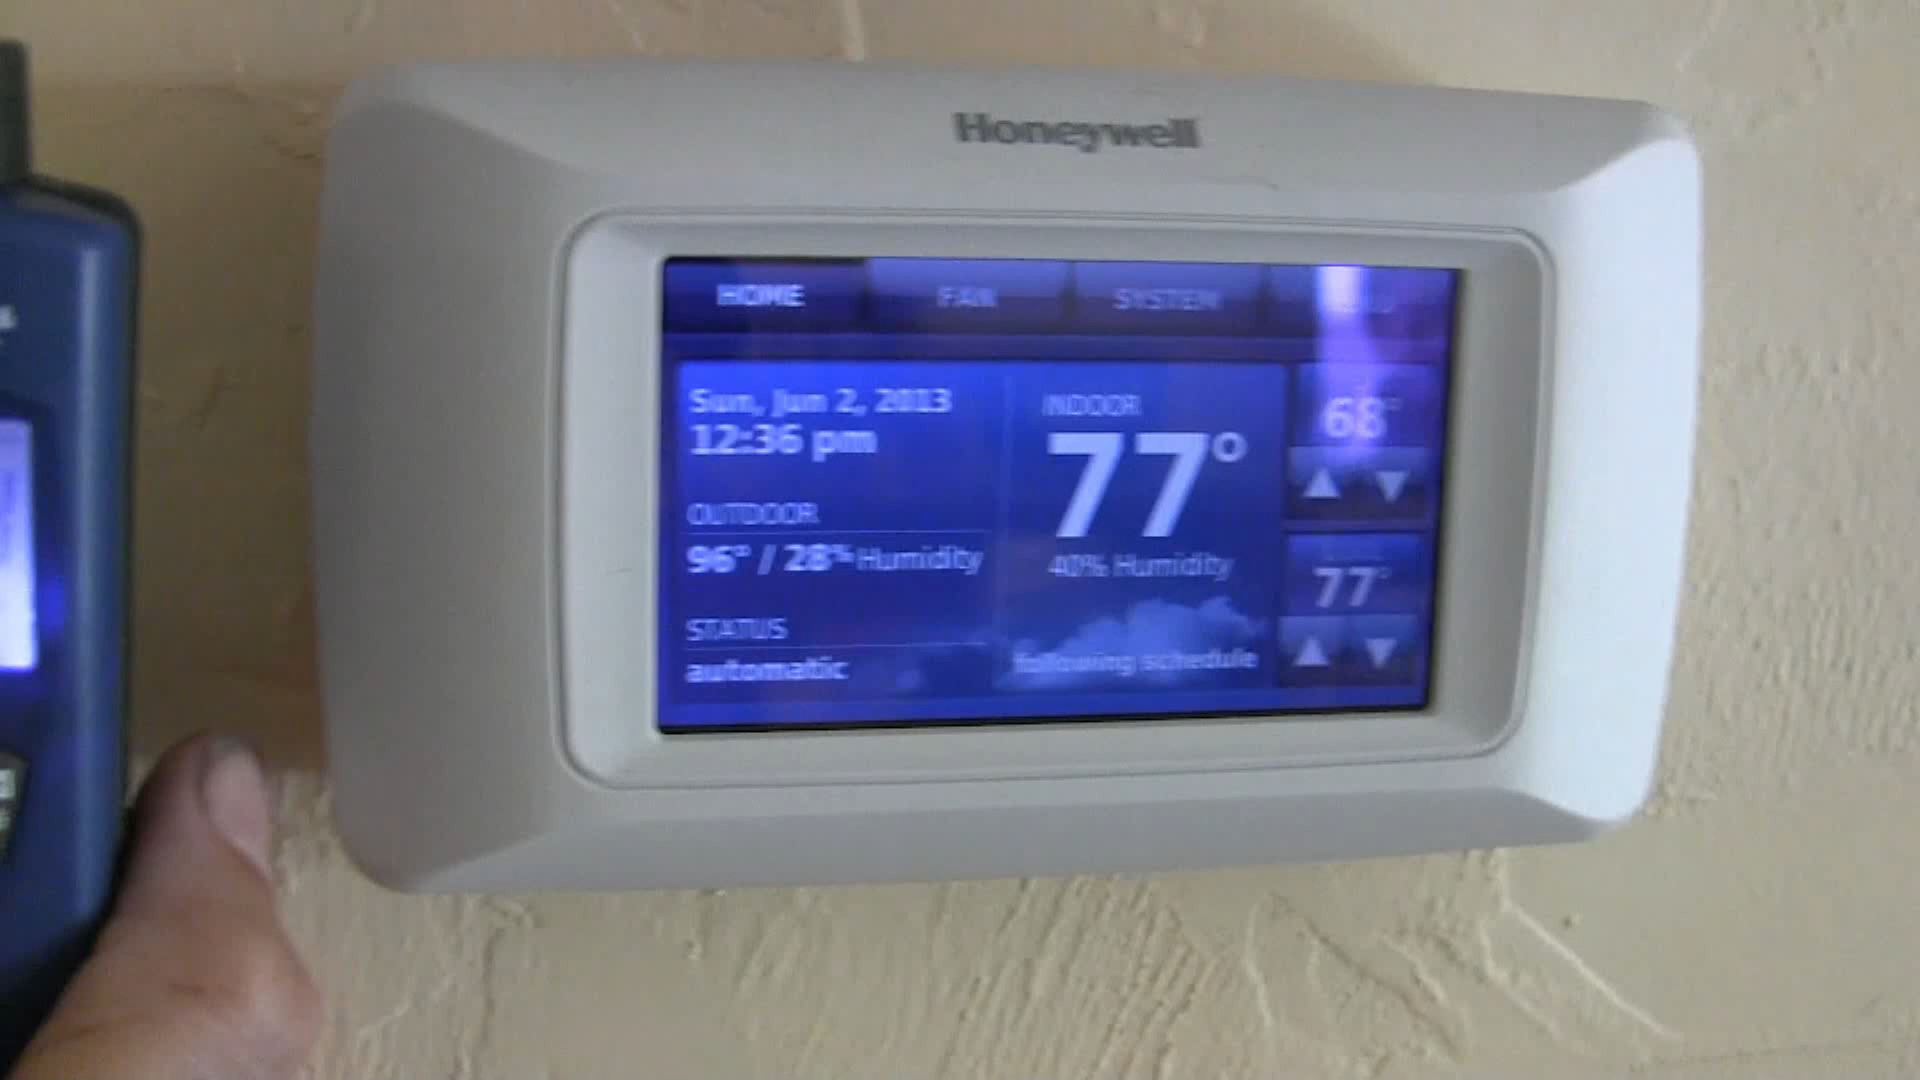 Honeywell
HOME FAN SYSTEM
Sun, Jun 2, 2013
12:36 pm
OUTDOOR
96° / 28% Humidity
STATUS
automatic
INDOOR
77°
40% Humidity
following schedule
68°
77°